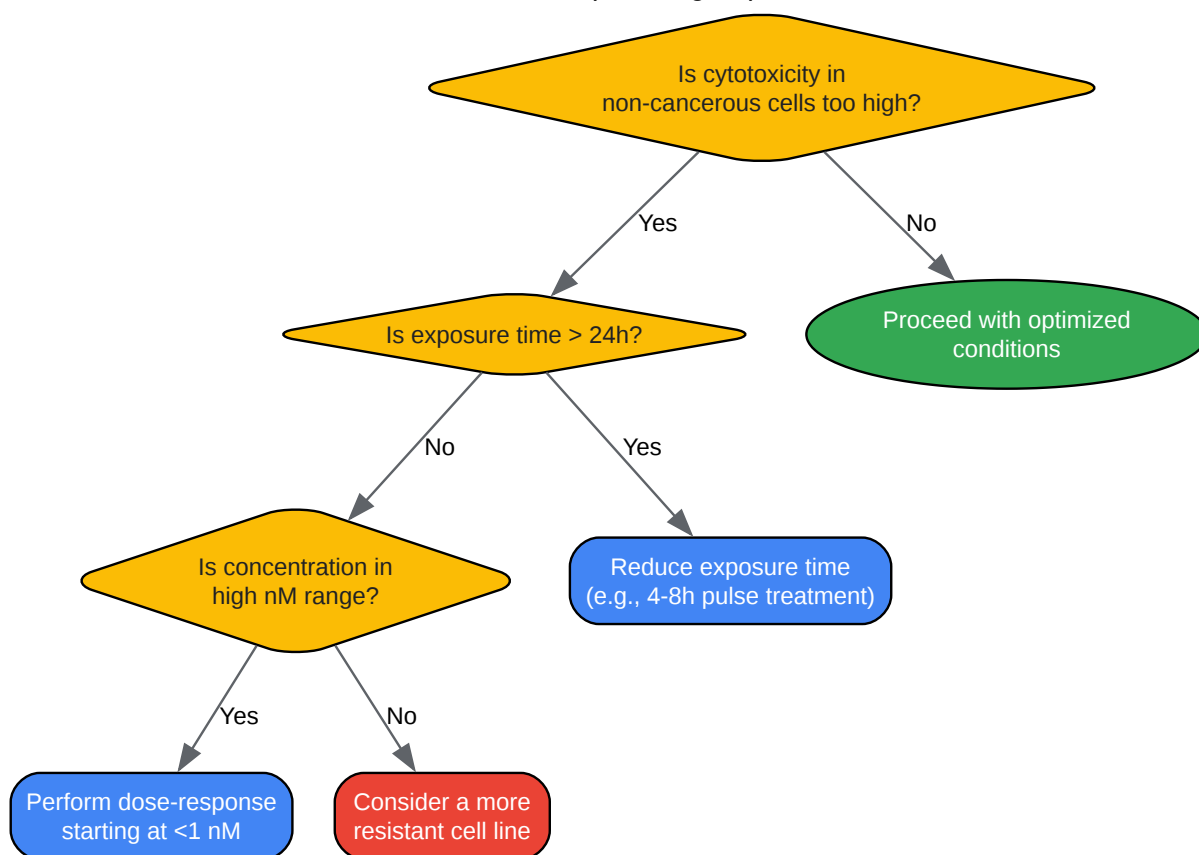 Is cytotoxicity in
non-cancerous cells too high?
Yes
No
Is exposure time > 24h?
Proceed with optimized
conditions
No
Yes
Is concentration in
high nM range?
Reduce exposure time
(e.g., 4-8h pulse treatment)
Yes
No
Perform dose-response
starting at <1 nM
Consider a more
resistant cell line